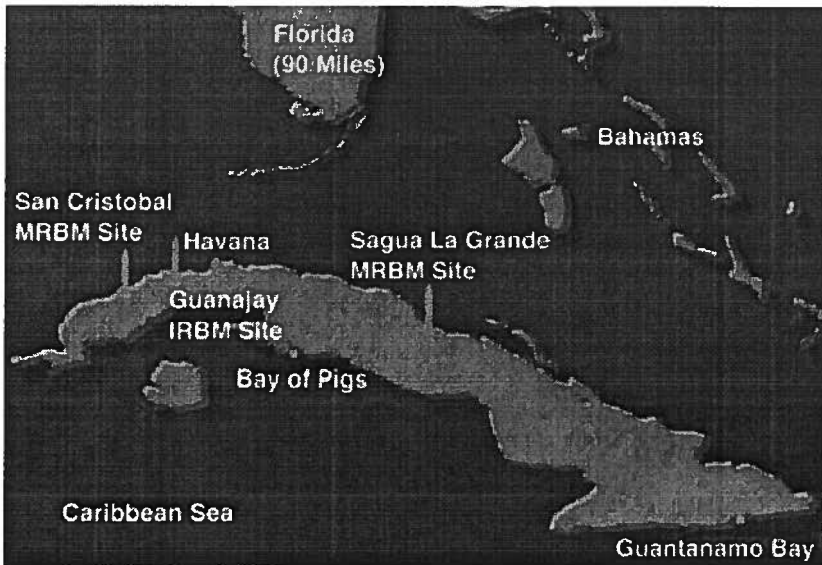 Florida
(90 Miles)
Bahamas
San Cristobal
MRBM Site
Havana
Sagua La Grande
MRBM Site
Guanajay
IRBM Site
Bay of Pigs
Caribbean Sea
Guantanamo Bay